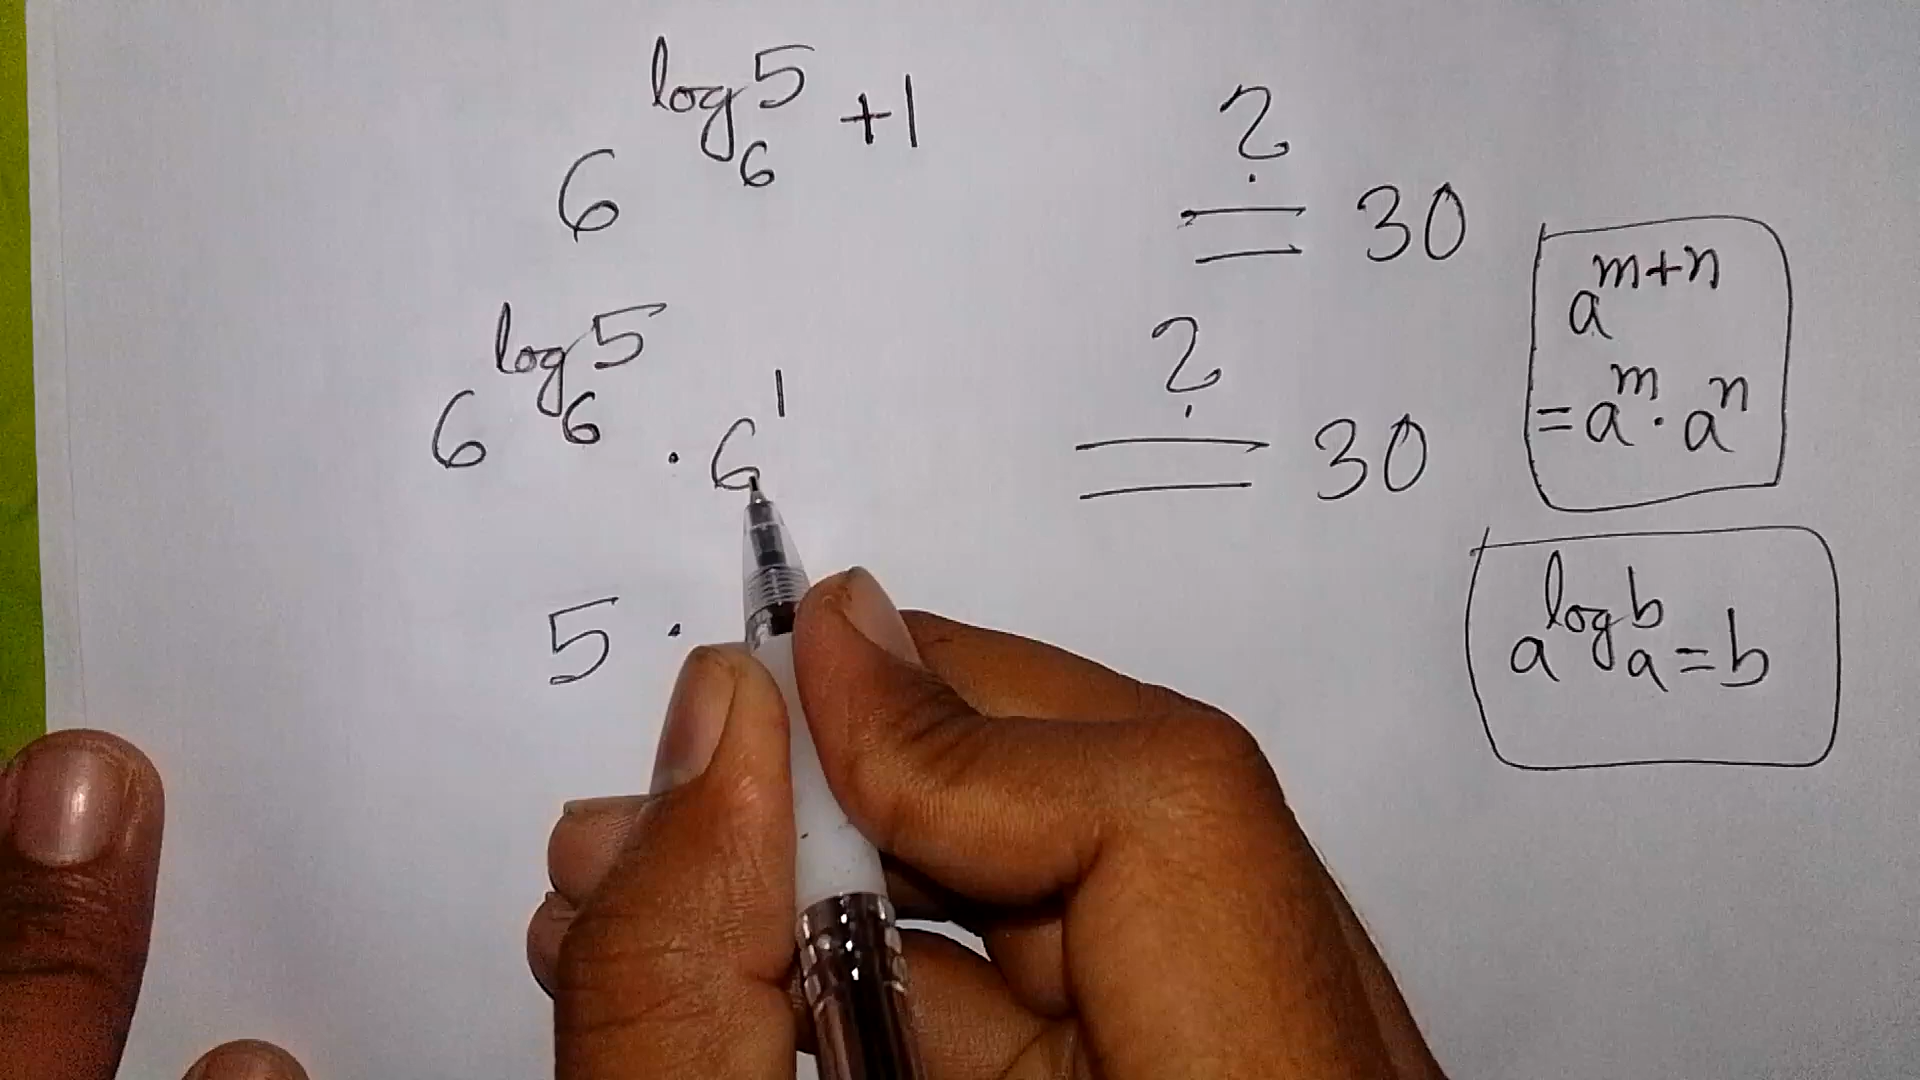 6^(log_6 5 + 1) ?= 30
6^(log_6 5) · 6^1 ?= 30
5 ·
a^(m+n)
= a^m · a^n
a^(log_a b) = b